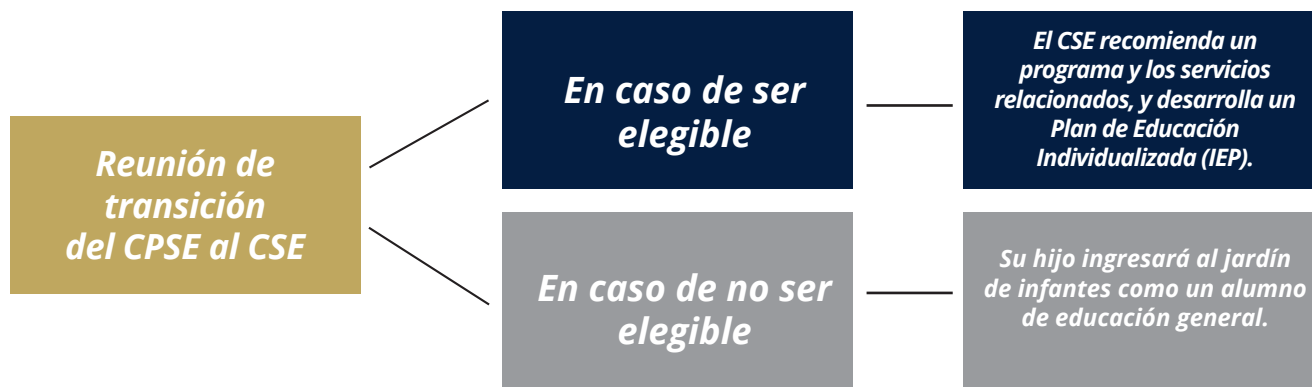 Reunión de
transición
del CPSE al CSE
En caso de ser
elegible
El CSE recomienda un
programa y los servicios
relacionados, y desarrolla un
Plan de Educación
Individualizada (IEP).
En caso de no ser
elegible
Su hijo ingresará al jardín
de infantes como un alumno
de educación general.